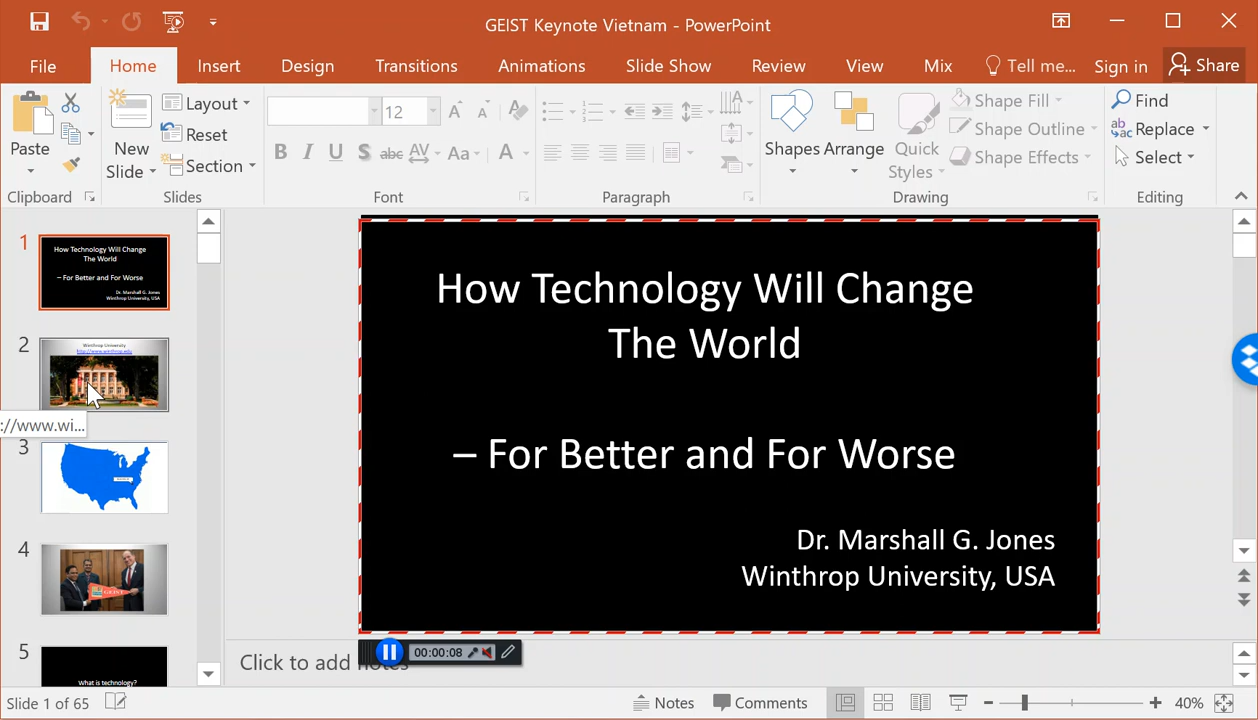 GEIST Keynote Vietnam - PowerPoint
File Home Insert Design Transitions Animations Slide Show Review View Mix Tell me... Sign in Share
Paste
Clipboard
New
Slide
Layout
Reset
Section
Slides
12
B I U S abc AV Aa A
Font
Paragraph
Shapes
Arrange
Quick
Styles
Shape Fill
Shape Outline
Shape Effects
Drawing
Find
Replace
Select
Editing
1
How Technology Will Change
The World
– For Better and For Worse
Dr. Marshall G. Jones
Winthrop University, USA
2
Winthrop University
http://www.winthrop.edu
://www.wi...
3
4
GEIST
5
What is technology?
How Technology Will Change
The World
– For Better and For Worse
Dr. Marshall G. Jones
Winthrop University, USA
00:00:08
Click to add notes
Slide 1 of 65
Notes
Comments
40%